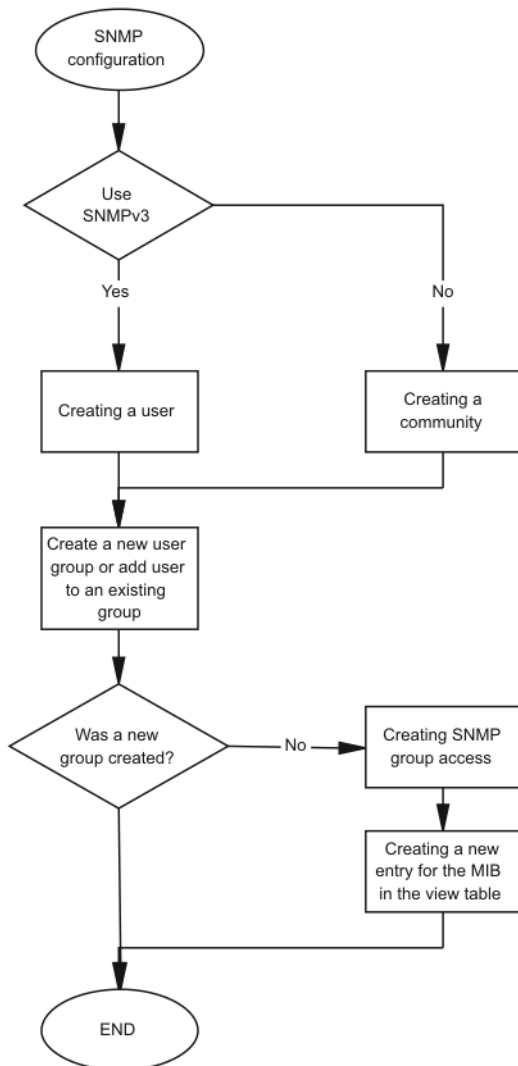 SNMP
configuration
Use
SNMPv3
Yes
No
Creating a user
Creating a
community
Create a new user
group or add user
to an existing
group
Was a new
group created?
No
Creating SNMP
group access
Creating a new
entry for the MIB
in the view table
END